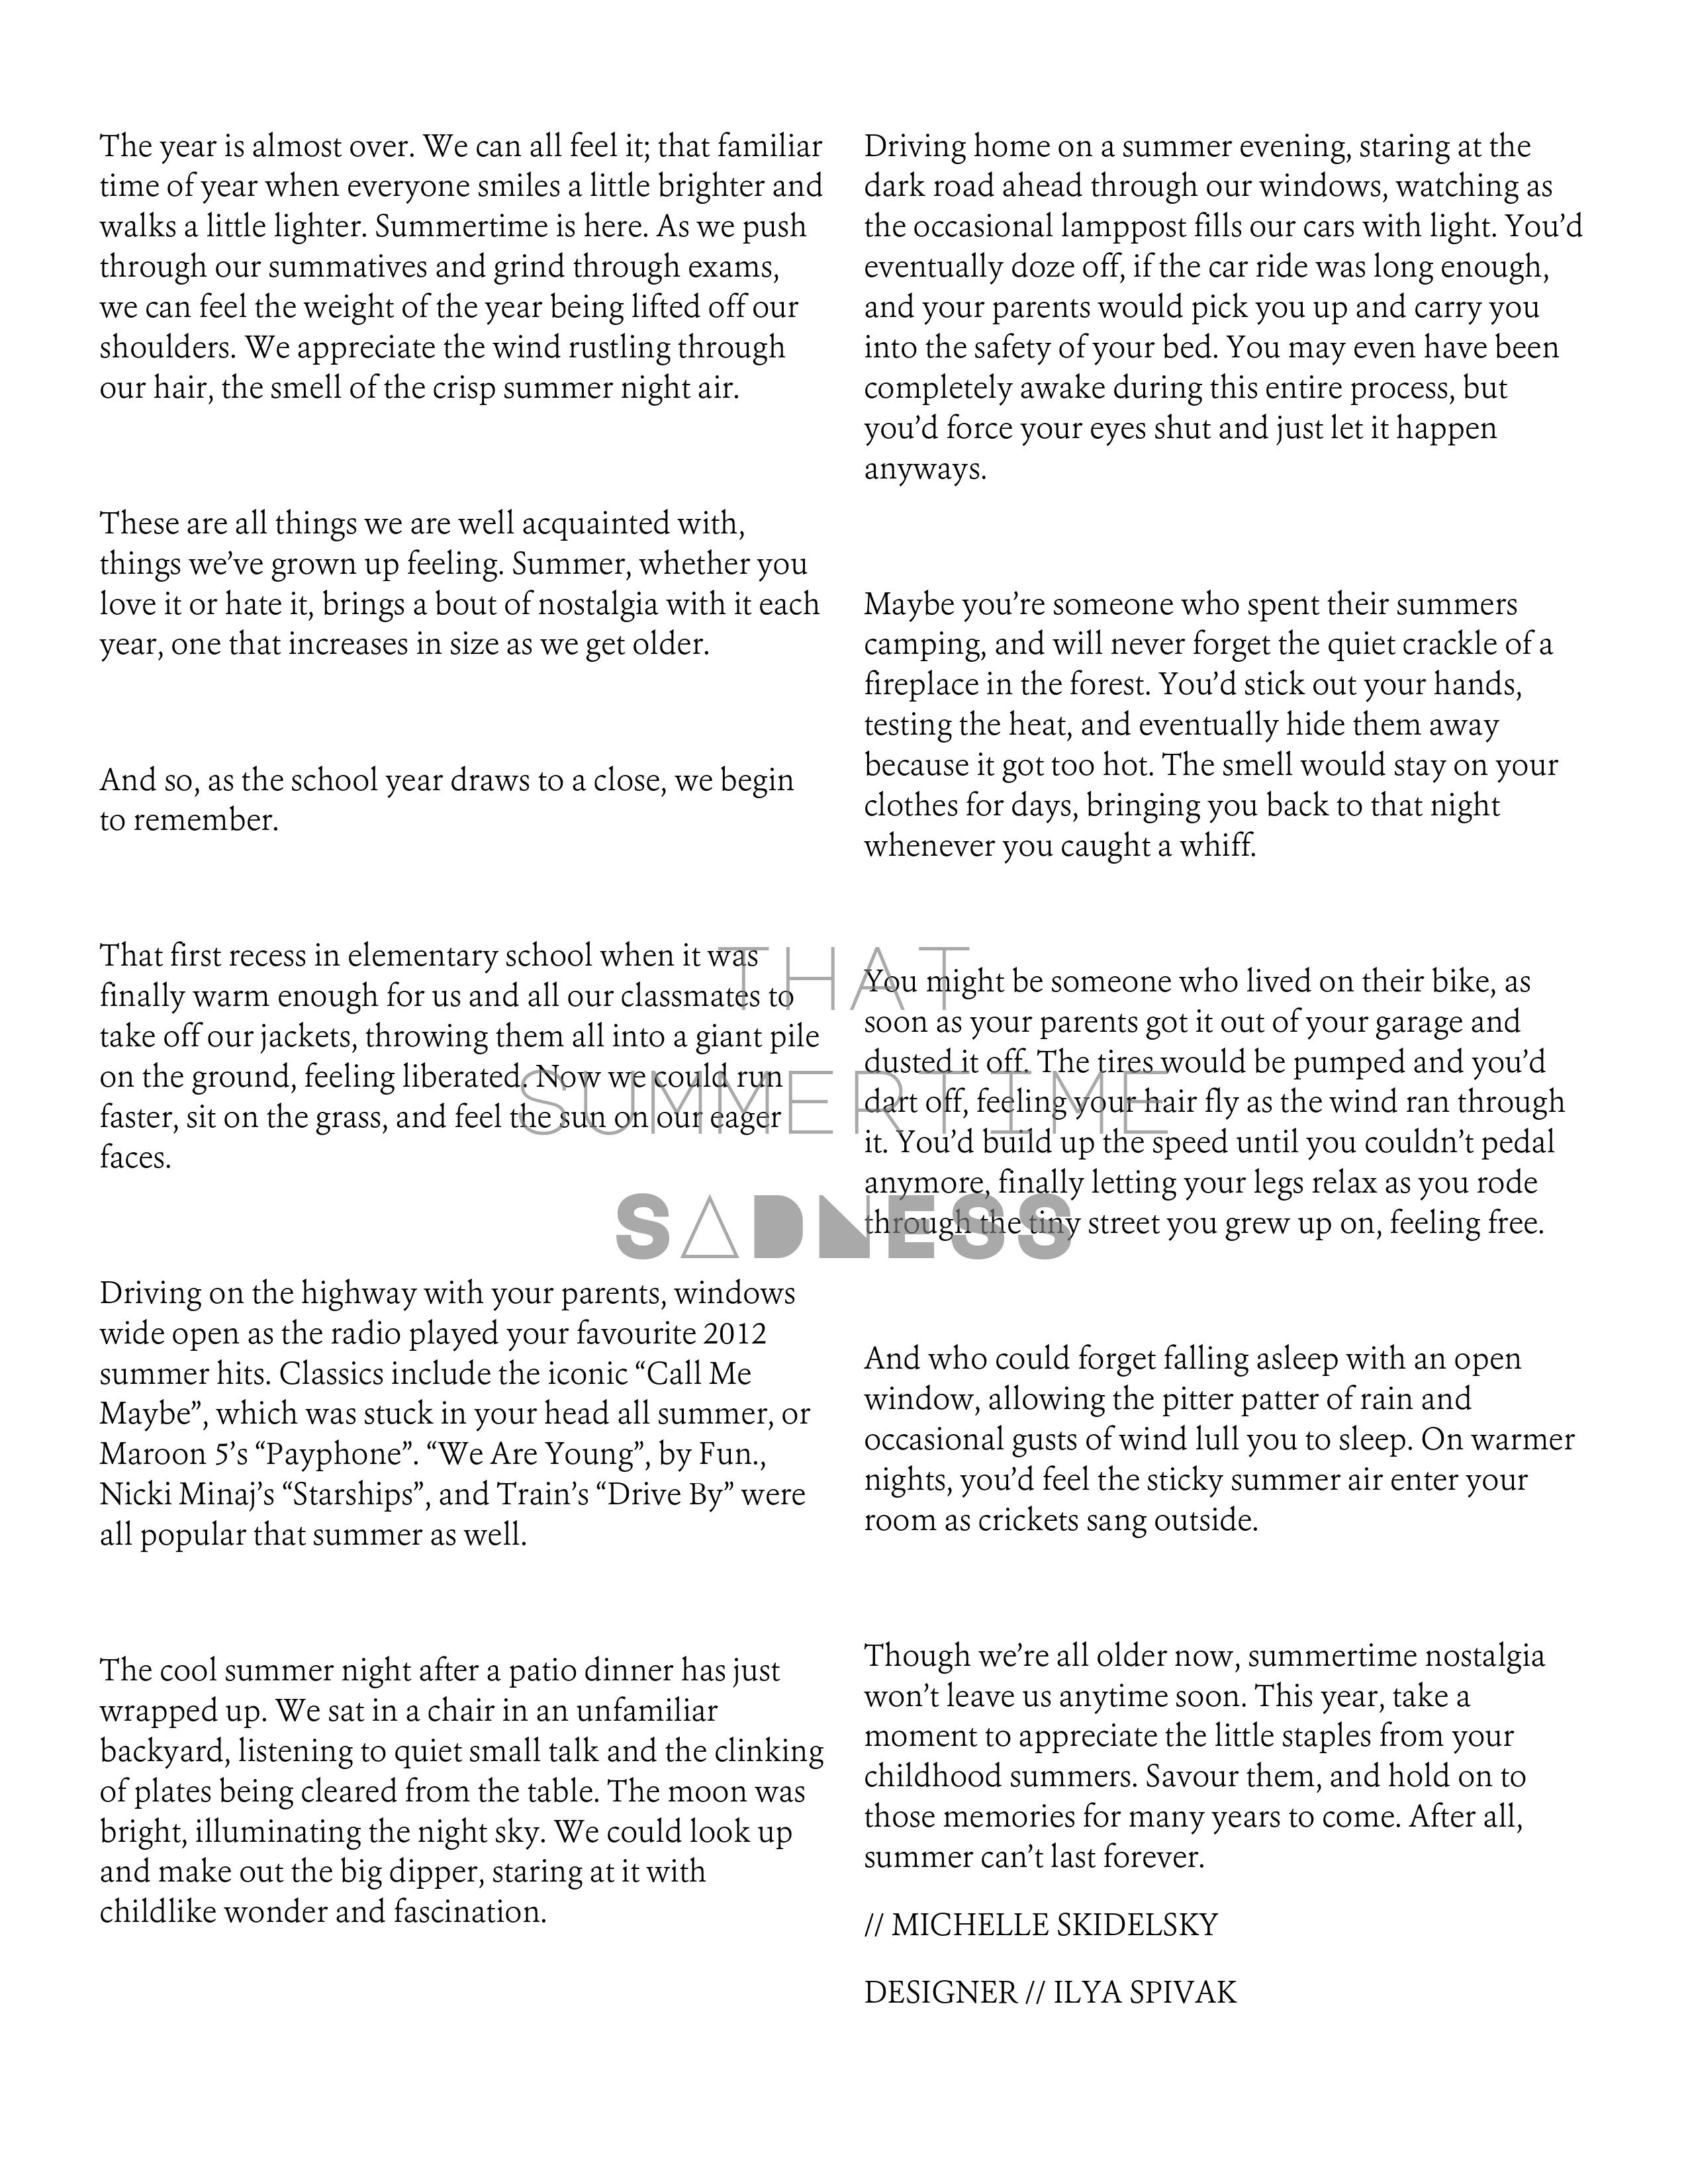 The year is almost over. We can all feel it; that familiar
time of year when everyone smiles a little brighter and
walks a little lighter. Summertime is here. As we push
through our summatives and grind through exams,
we can feel the weight of the year being lifted off our
shoulders. We appreciate the wind rustling through
our hair, the smell of the crisp summer night air.
These are all things we are well acquainted with,
things we’ve grown up feeling. Summer, whether you
love it or hate it, brings a bout of nostalgia with it each
year, one that increases in size as we get older.
And so, as the school year draws to a close, we begin
to remember.
That first recess in elementary school when it was
finally warm enough for us and all our classmates to
take off our jackets, throwing them all into a giant pile
on the ground, feeling liberated. Now we could run
faster, sit on the grass, and feel the sun on our eager
faces.
Driving on the highway with your parents, windows
wide open as the radio played your favourite 2012
summer hits. Classics include the iconic “Call Me
Maybe”, which was stuck in your head all summer, or
Maroon 5’s “Payphone”. “We Are Young”, by Fun.,
Nicki Minaj’s “Starships”, and Train’s “Drive By” were
all popular that summer as well.
The cool summer night after a patio dinner has just
wrapped up. We sat in a chair in an unfamiliar
backyard, listening to quiet small talk and the clinking
of plates being cleared from the table. The moon was
bright, illuminating the night sky. We could look up
and make out the big dipper, staring at it with
childlike wonder and fascination.
Driving home on a summer evening, staring at the
dark road ahead through our windows, watching as
the occasional lamppost fills our cars with light. You’d
eventually doze off, if the car ride was long enough,
and your parents would pick you up and carry you
into the safety of your bed. You may even have been
completely awake during this entire process, but
you’d force your eyes shut and just let it happen
anyways.
Maybe you’re someone who spent their summers
camping, and will never forget the quiet crackle of a
fireplace in the forest. You’d stick out your hands,
testing the heat, and eventually hide them away
because it got too hot. The smell would stay on your
clothes for days, bringing you back to that night
whenever you caught a whiff.
You might be someone who lived on their bike, as
soon as your parents got it out of your garage and
dusted it off. The tires would be pumped and you’d
dart off, feeling your hair fly as the wind ran through
it. You’d build up the speed until you couldn’t pedal
anymore, finally letting your legs relax as you rode
through the tiny street you grew up on, feeling free.
And who could forget falling asleep with an open
window, allowing the pitter patter of rain and
occasional gusts of wind lull you to sleep. On warmer
nights, you’d feel the sticky summer air enter your
room as crickets sang outside.
Though we’re all older now, summertime nostalgia
won’t leave us anytime soon. This year, take a
moment to appreciate the little staples from your
childhood summers. Savour them, and hold on to
those memories for many years to come. After all,
summer can’t last forever.
// MICHELLE SKIDELSKY
DESIGNER // ILYA SPIVAK
THAT
SUMMERTIME
SADNESS